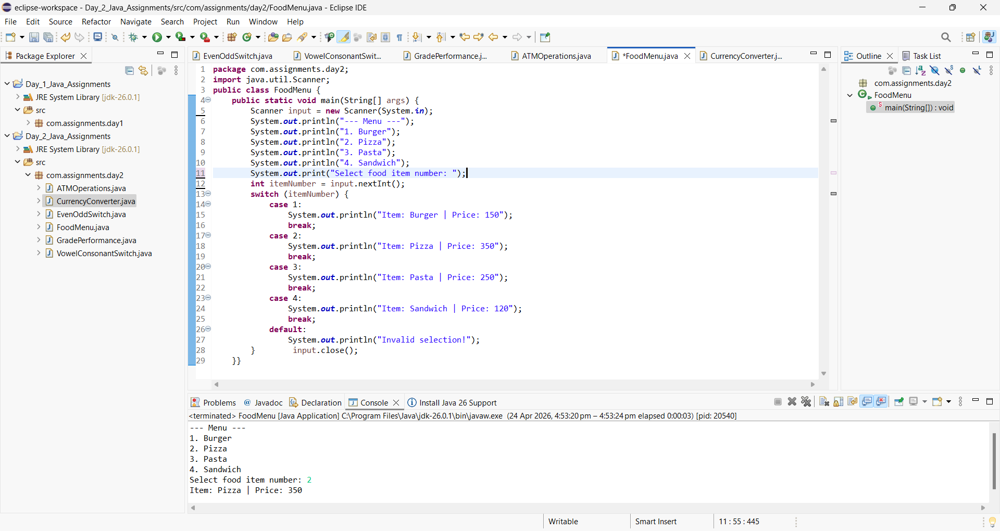 eclipse-workspace - Day_2_Java_Assignments/src/com/assignments/day2/FoodMenu.java - Eclipse IDE
File Edit Source Refactor Navigate Search Project Run Window Help
Package Explorer
Day_1_Java_Assignments
JRE System Library [jdk-26.0.1]
src
com.assignments.day1
Day_2_Java_Assignments
JRE System Library [jdk-26.0.1]
src
com.assignments.day2
ATMOperations.java
CurrencyConverter.java
EvenOddSwitch.java
FoodMenu.java
GradePerformance.java
VowelConsonantSwitch.java
EvenOddSwitch.java VowelConsonantSwit... GradePerformance.j... ATMOperations.java *FoodMenu.java CurrencyConverter.j...
1 package com.assignments.day2;
2 import java.util.Scanner;
3 public class FoodMenu {
4 public static void main(String[] args) {
5 Scanner input = new Scanner(System.in);
6 System.out.println("--- Menu ---");
7 System.out.println("1. Burger");
8 System.out.println("2. Pizza");
9 System.out.println("3. Pasta");
10 System.out.println("4. Sandwich");
11 System.out.print("Select food item number: ");
12 int itemNumber = input.nextInt();
13 switch (itemNumber) {
14 case 1:
15 System.out.println("Item: Burger | Price: 150");
16 break;
17 case 2:
18 System.out.println("Item: Pizza | Price: 350");
19 break;
20 case 3:
21 System.out.println("Item: Pasta | Price: 250");
22 break;
23 case 4:
24 System.out.println("Item: Sandwich | Price: 120");
25 break;
26 default:
27 System.out.println("Invalid selection!");
28 } input.close();
29 }}
Outline Task List
com.assignments.day2
FoodMenu
main(String[]) : void
Problems Javadoc Declaration Console Install Java 26 Support
<terminated> FoodMenu [Java Application] C:\Program Files\Java\jdk-26.0.1\bin\javaw.exe (24 Apr 2026, 4:53:20 pm – 4:53:24 pm elapsed 0:00:03) [pid: 20540]
--- Menu ---
1. Burger
2. Pizza
3. Pasta
4. Sandwich
Select food item number: 2
Item: Pizza | Price: 350
Writable Smart Insert 11 : 55 : 445